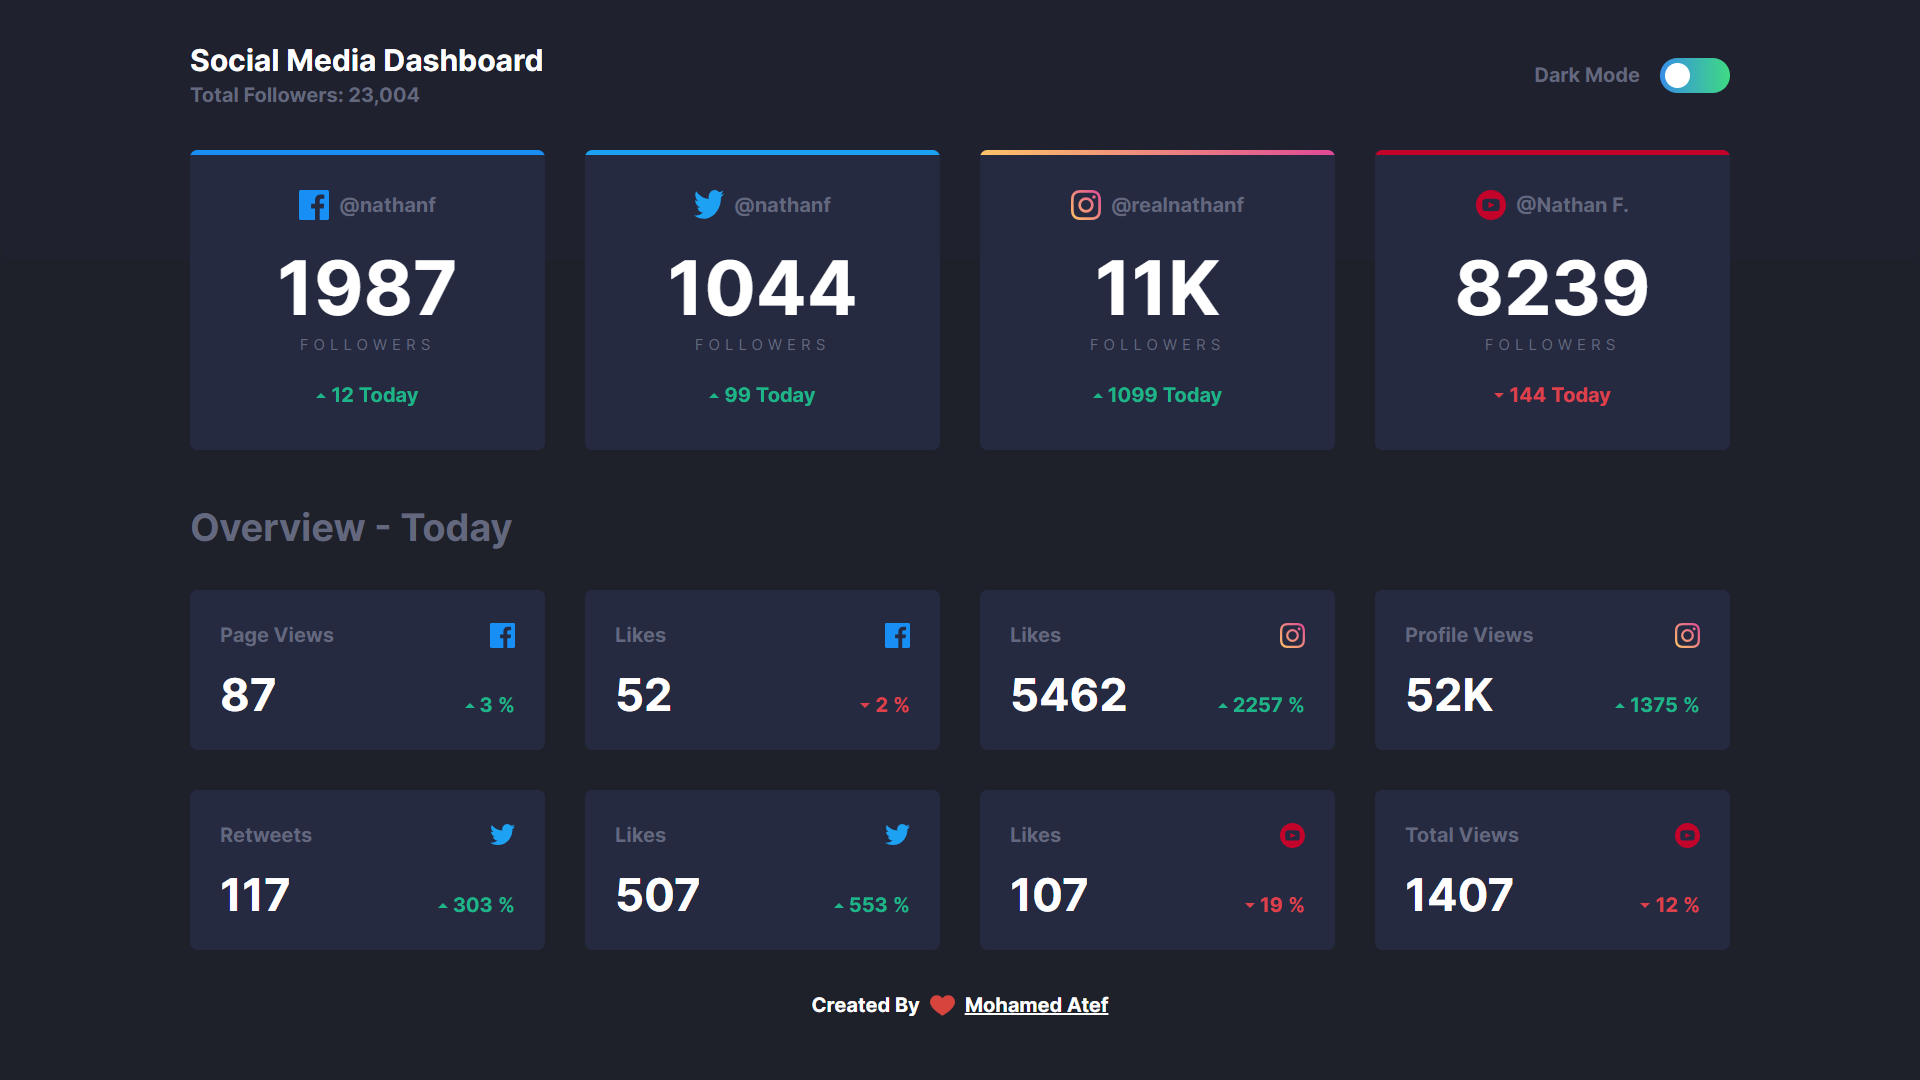 Social Media Dashboard
Total Followers: 23,004
Dark Mode
@nathanf
1987
FOLLOWERS
12 Today
@nathanf
1044
FOLLOWERS
99 Today
@realnathanf
11K
FOLLOWERS
1099 Today
@Nathan F.
8239
FOLLOWERS
144 Today
Overview - Today
Page Views
87
3 %
Likes
52
2 %
Likes
5462
2257 %
Profile Views
52K
1375 %
Retweets
117
303 %
Likes
507
553 %
Likes
107
19 %
Total Views
1407
12 %
Created By Mohamed Atef